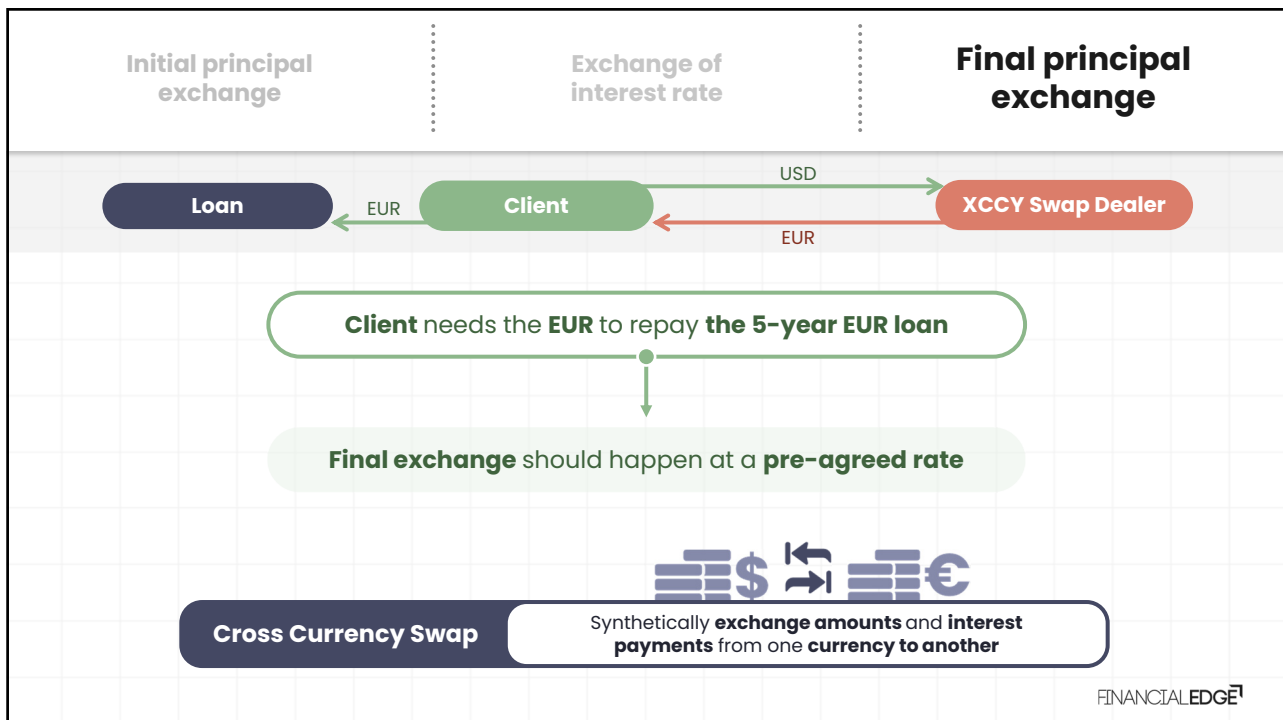 Initial principal
exchange
Exchange of
interest rate
Final principal
exchange
Loan
EUR
Client
USD
EUR
XCCY Swap Dealer
Client needs the EUR to repay the 5-year EUR loan
Final exchange should happen at a pre-agreed rate
$
€
Cross Currency Swap
Synthetically exchange amounts and interest
payments from one currency to another
FINANCIALEDGE